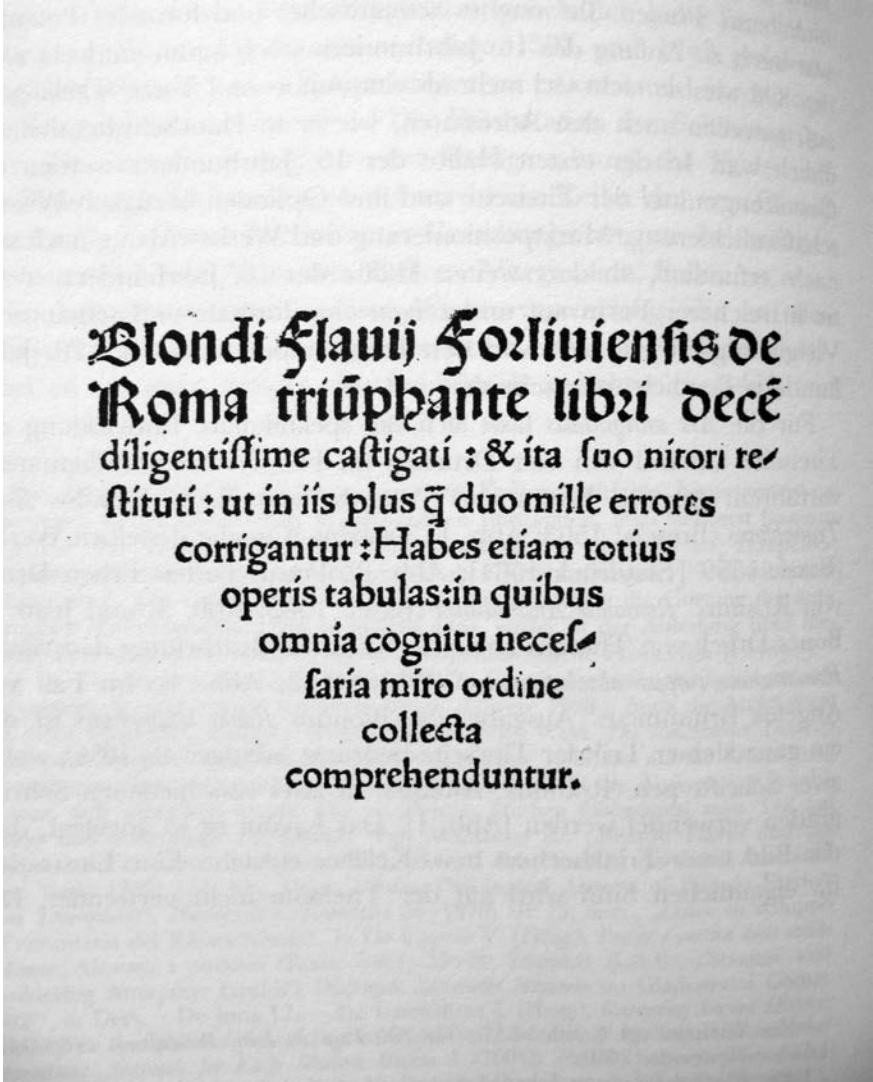 Blondi Flauij Forliuiensis de
Roma triũphante libri decẽ
diligentissime castigati : & ita suo nitori re-
stituti : ut in iis plus q̃ duo mille errores
corrigantur : Habes etiam totius
operis tabulas:in quibus
omnia cògnitu neces-
saria miro ordine
collecta
comprehenduntur.